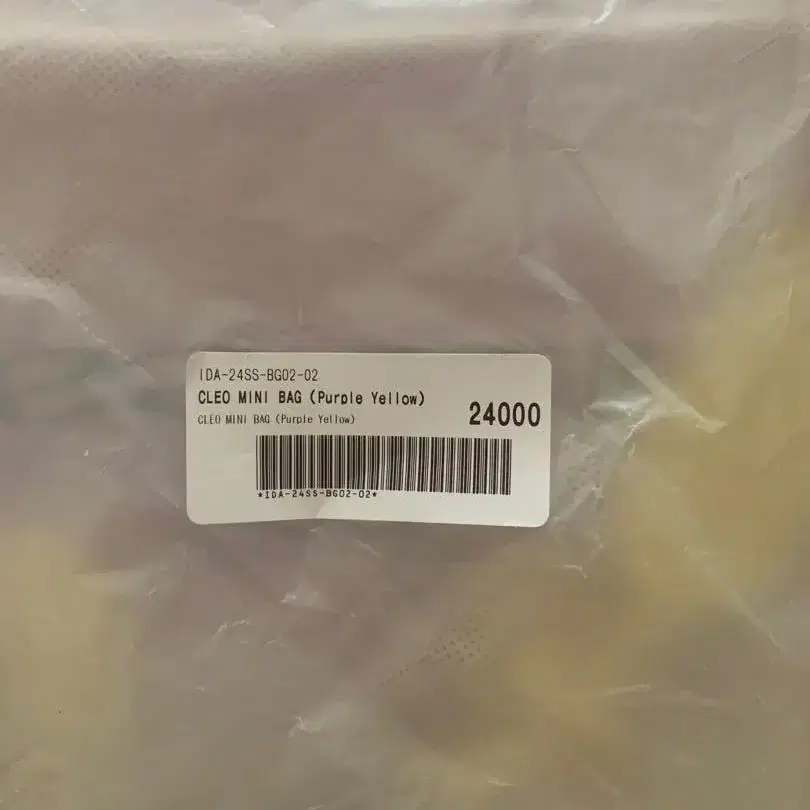 IDA-24SS-BG02-02
CLEO MINI BAG (Purple Yellow)
CLEO MINI BAG (Purple Yellow)
24000
*IDA-24SS-BG02-02*